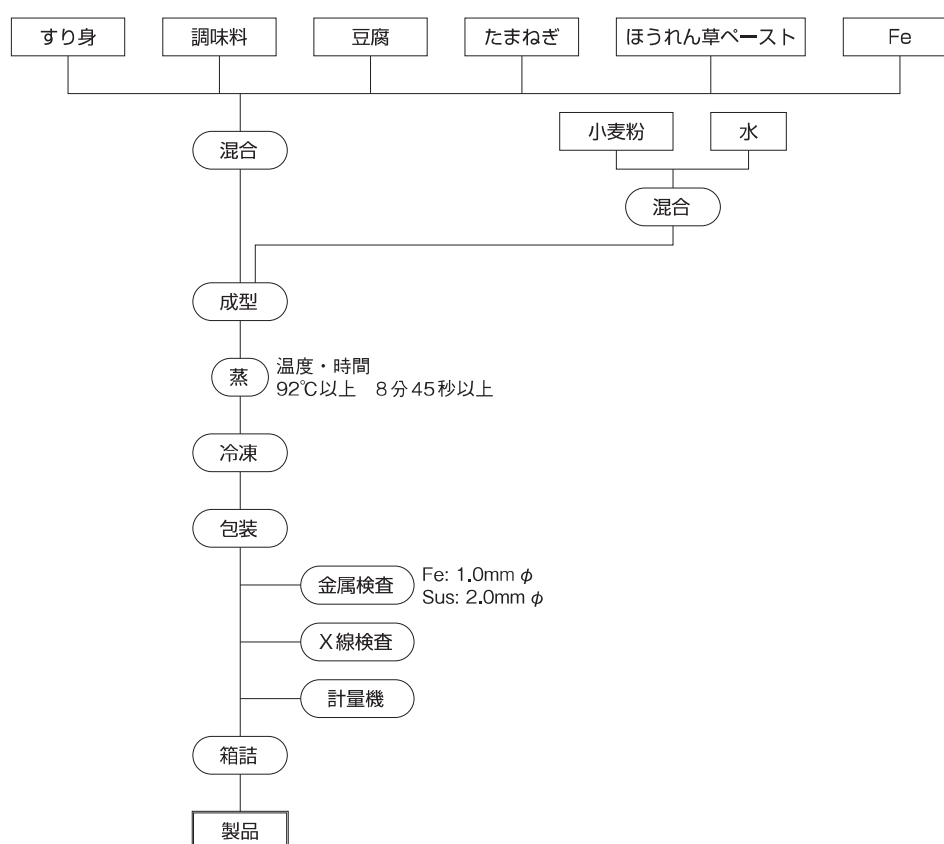 すり身
調味料
豆腐
たまねぎ
ほうれん草ペースト
Fe
混合
小麦粉
水
混合
成型
蒸
温度・時間
92℃以上 8分45秒以上
冷凍
包装
金属検査
Fe: 1.0mm φ
Sus: 2.0mm φ
X線検査
計量機
箱詰
製品